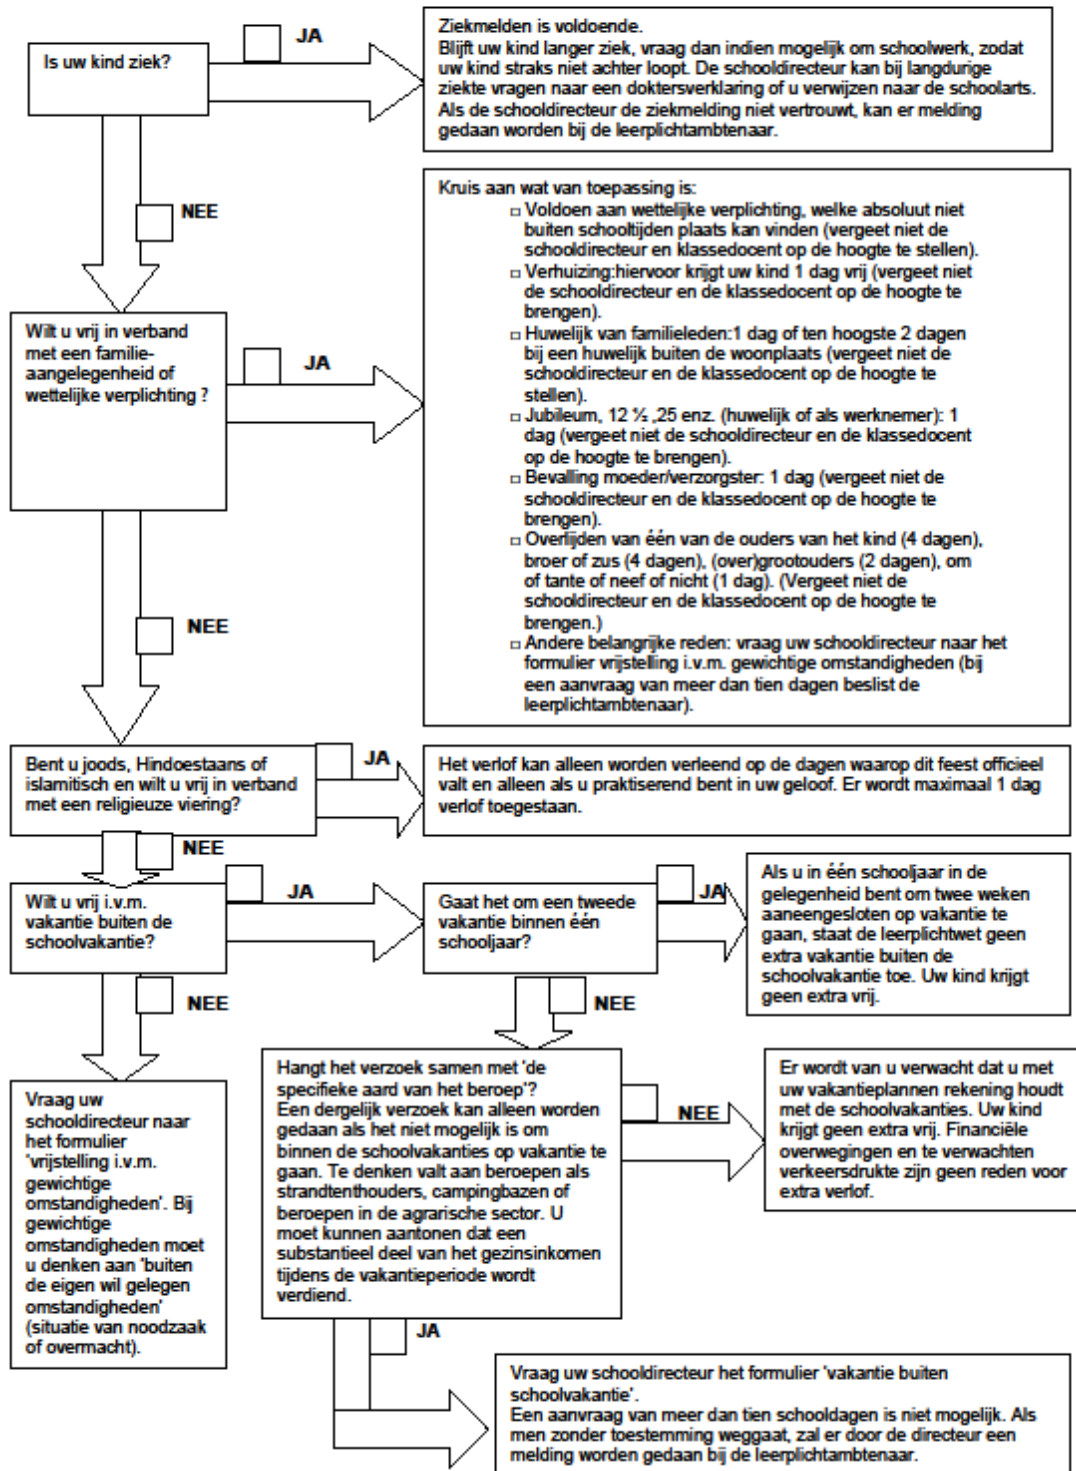 Is uw kind ziek?
JA
Ziekmelden is voldoende.
Blijft uw kind langer ziek, vraag dan indien mogelijk om schoolwerk, zodat
uw kind straks niet achter loopt. De schooldirecteur kan bij langdurige
ziekte vragen naar een doktersverklaring of u verwijzen naar de schoolarts.
Als de schooldirecteur de ziekmelding niet vertrouwt, kan er melding
gedaan worden bij de leerplichtambtenaar.
NEE
Wilt u vrij in verband
met een familie-
aangelegenheid of
wettelijke verplichting ?
JA
Kruis aan wat van toepassing is:
□ Voldoen aan wettelijke verplichting, welke absoluut niet
buiten schooltijden plaats kan vinden (vergeet niet de
schooldirecteur en klassedocent op de hoogte te stellen).
□ Verhuizing:hiervoor krijgt uw kind 1 dag vrij (vergeet niet
de schooldirecteur en de klassedocent op de hoogte te
brengen).
□ Huwelijk van familieleden:1 dag of ten hoogste 2 dagen
bij een huwelijk buiten de woonplaats (vergeet niet de
schooldirecteur en de klassedocent op de hoogte te
stellen).
□ Jubileum, 12 ½ ,25 enz. (huwelijk of als werknemer): 1
dag (vergeet niet de schooldirecteur en de klassedocent
op de hoogte te brengen).
□ Bevalling moeder/verzorgster: 1 dag (vergeet niet de
schooldirecteur en de klassedocent op de hoogte te
brengen).
□ Overlijden van één van de ouders van het kind (4 dagen),
broer of zus (4 dagen), (over)grootouders (2 dagen), om
of tante of neef of nicht (1 dag). (Vergeet niet de
schooldirecteur en de klassedocent op de hoogte te
brengen.)
□ Andere belangrijke reden: vraag uw schooldirecteur naar het
formulier vrijstelling i.v.m. gewichtige omstandigheden (bij
een aanvraag van meer dan tien dagen beslist de
leerplichtambtenaar).
NEE
Bent u joods, Hindoestaans of
islamitisch en wilt u vrij in verband
met een religieuze viering?
JA
Het verlof kan alleen worden verleend op de dagen waarop dit feest officieel
valt en alleen als u praktiserend bent in uw geloof. Er wordt maximaal 1 dag
verlof toegestaan.
NEE
Wilt u vrij i.v.m.
vakantie buiten de
schoolvakantie?
JA
Gaat het om een tweede
vakantie binnen één
schooljaar?
JA
Als u in één schooljaar in de
gelegenheid bent om twee weken
aaneengesloten op vakantie te
gaan, staat de leerplichtwet geen
extra vakantie buiten de
schoolvakantie toe. Uw kind krijgt
geen extra vrij.
NEE
NEE
Vraag uw
schooldirecteur naar
het formulier
'vrijstelling i.v.m.
gewichtige
omstandigheden'. Bij
gewichtige
omstandigheden moet
u denken aan 'buiten
de eigen wil gelegen
omstandigheden'
(situatie van noodzaak
of overmacht).
Hangt het verzoek samen met 'de
specifieke aard van het beroep'?
Een dergelijk verzoek kan alleen worden
gedaan als het niet mogelijk is om
binnen de schoolvakanties op vakantie te
gaan. Te denken valt aan beroepen als
strandtenthouders, campingbazen of
beroepen in de agrarische sector. U
moet kunnen aantonen dat een
substantieel deel van het gezinsinkomen
tijdens de vakantieperiode wordt
verdiend.
NEE
Er wordt van u verwacht dat u met
uw vakantieplannen rekening houdt
met de schoolvakanties. Uw kind
krijgt geen extra vrij. Financiële
overwegingen en te verwachten
verkeersdrukte zijn geen reden voor
extra verlof.
JA
Vraag uw schooldirecteur het formulier 'vakantie buiten
schoolvakantie'.
Een aanvraag van meer dan tien schooldagen is niet mogelijk. Als
men zonder toestemming weggaat, zal er door de directeur een
melding worden gedaan bij de leerplichtambtenaar.